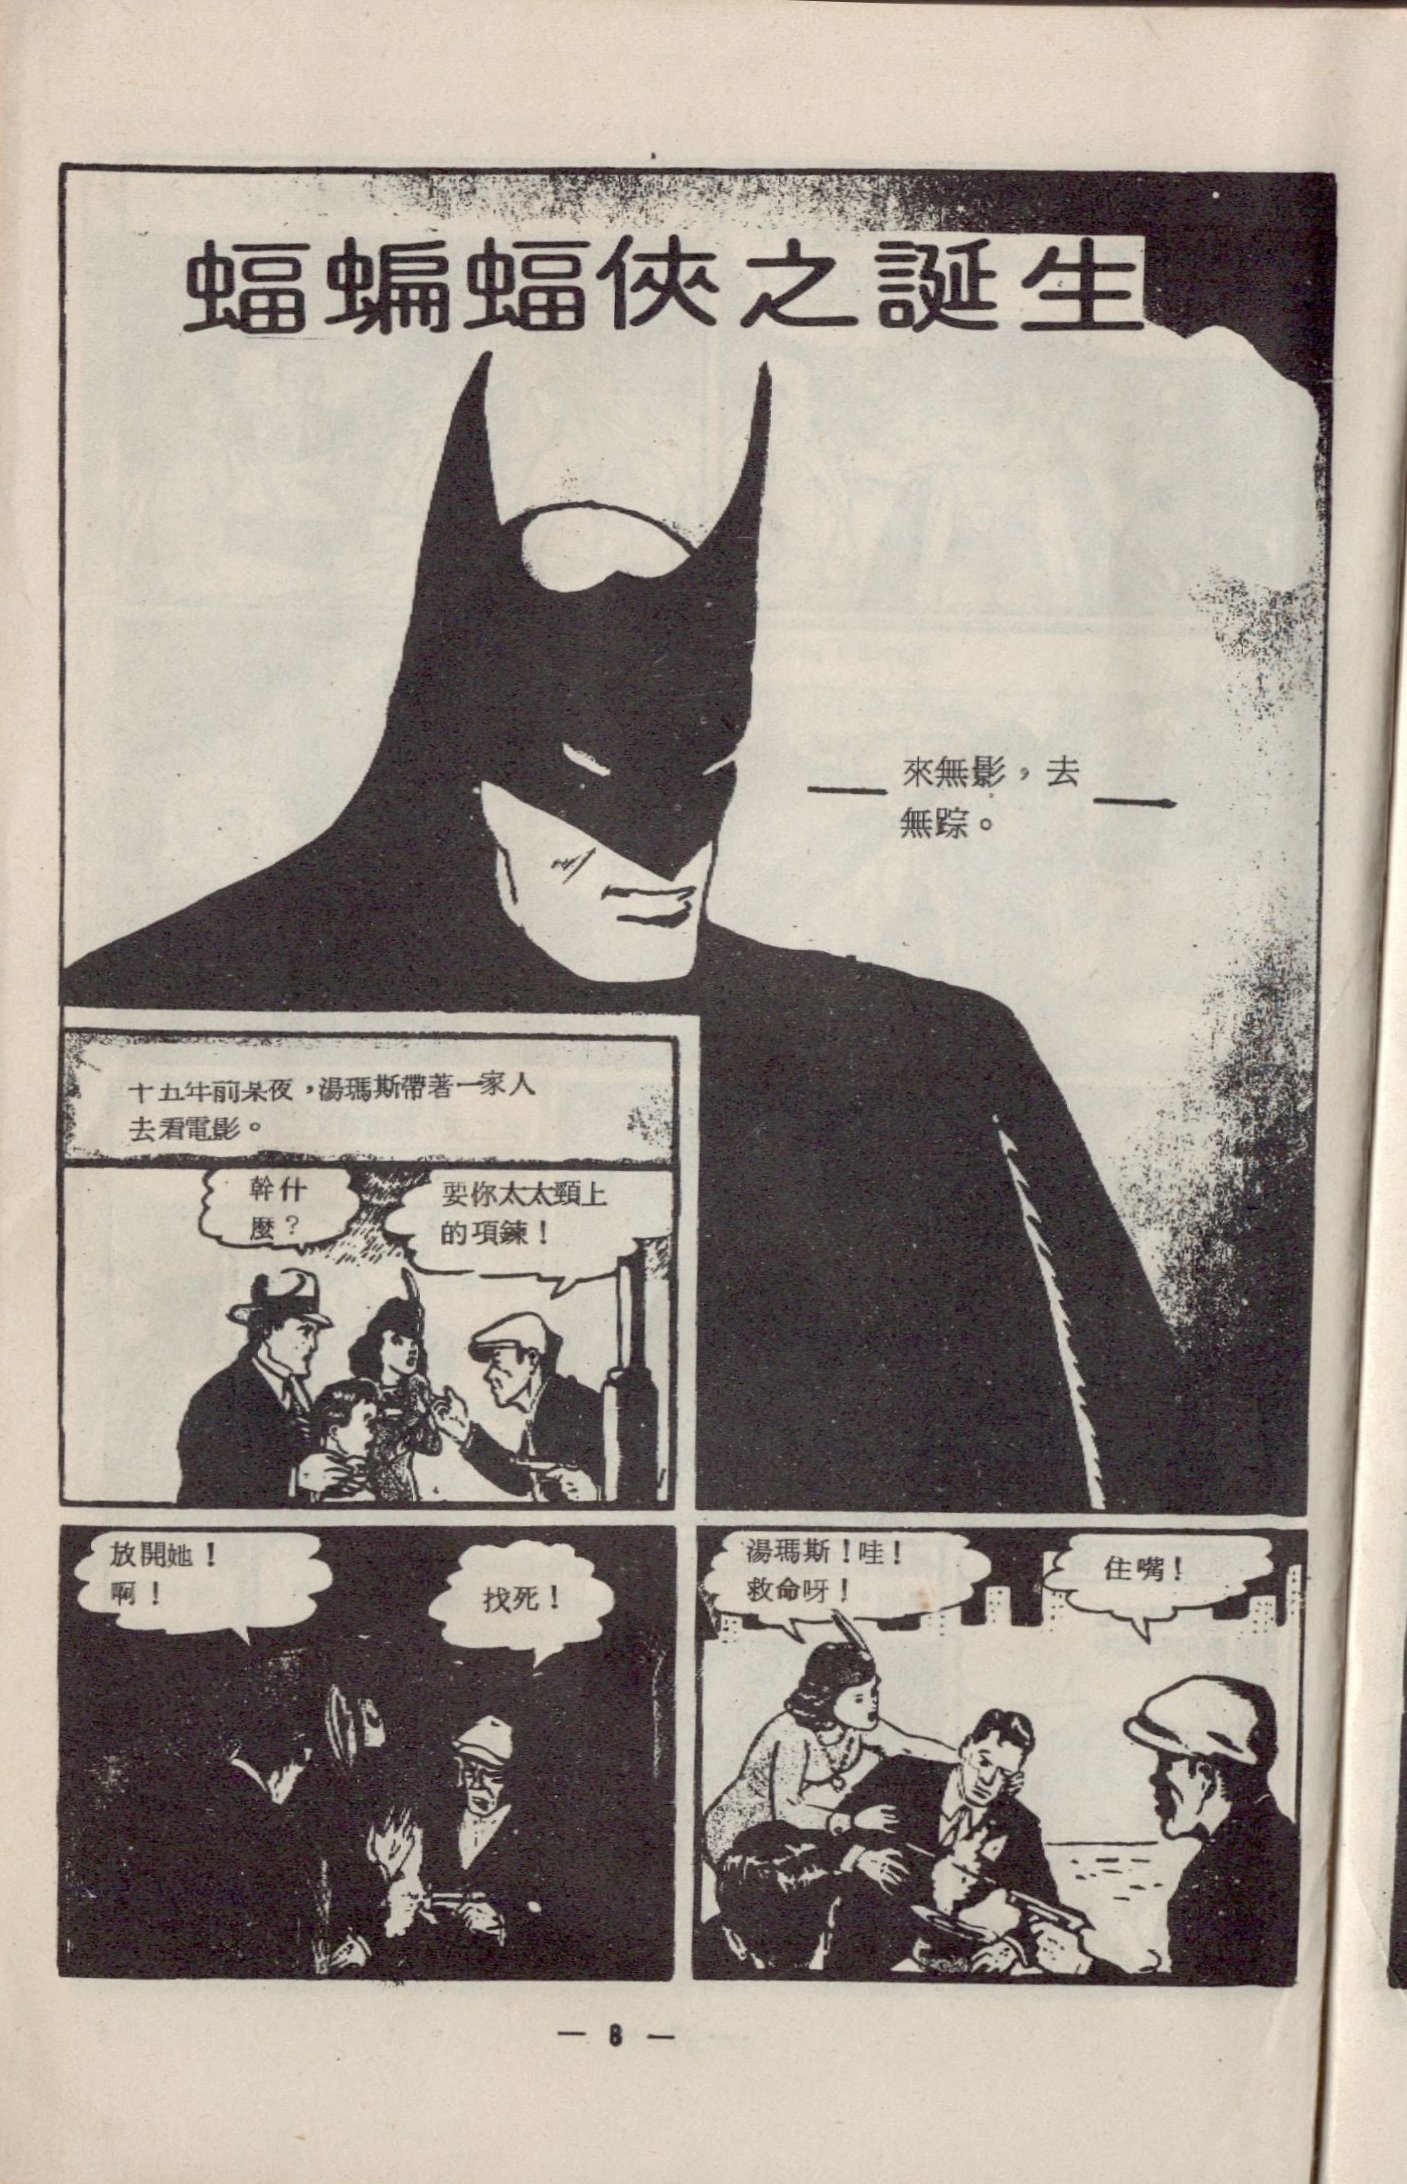 蝠蝙蝠俠之誕生
來無影，去
無踪。
十五年前某夜，湯瑪斯帶著一家人
去看電影。
幹什
麼？
要你太太頸上
的項鍊！
放開她！
啊！
找死！
湯瑪斯！哇！
救命呀！
住嘴！
— 8 —